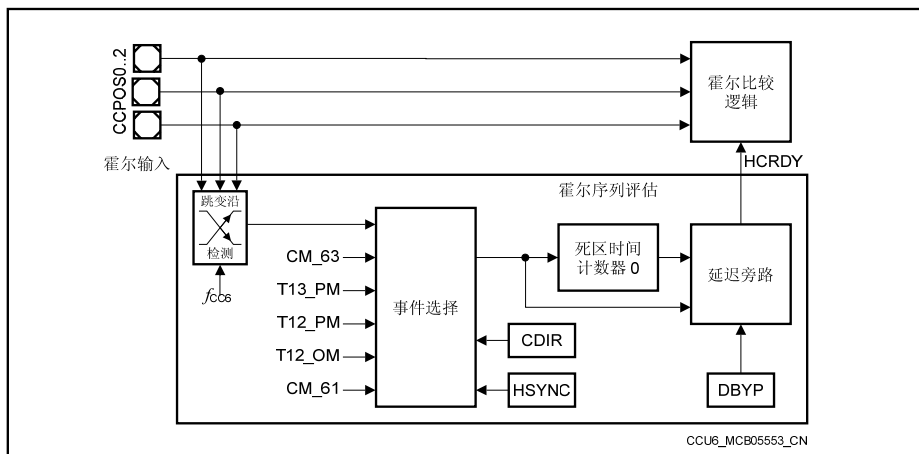 CCPOS0..2
霍尔比较
逻辑
霍尔输入
HCRDY
霍尔序列评估
跳变沿
检测
fCC6
CM_63
T13_PM
T12_PM
T12_OM
CM_61
事件选择
死区时间
计数器 0
延迟旁路
CDIR
HSYNC
DBYP
CCU6_MCB05553_CN